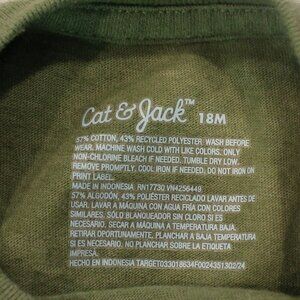 Cat & Jack™ 18M
57% COTTON, 43% RECYCLED POLYESTER WASH BEFORE
WEAR. MACHINE WASH COLD WITH LIKE COLORS. ONLY
NON-CHLORINE BLEACH IF NEEDED. TUMBLE DRY LOW.
REMOVE PROMPTLY. COOL IRON IF NEEDED; DO NOT IRON ON
PRINT LABEL.
MADE IN INDONESIA RN17730 VN4256449
57% ALGODÓN, 43% POLIÉSTER RECICLADO LAVAR ANTES DE
USAR. LAVAR A MÁQUINA CON AGUA FRÍA CON COLORES
SIMILARES. SÓLO BLANQUEADOR SIN CLORO SI ES
NECESARIO. SECAR A MÁQUINA A TEMPERATURA BAJA.
RETIRAR OPORTUNAMENTE. PLANCHAR A BAJA TEMPERATURA
SI ES NECESARIO. NO PLANCHAR SOBRE LA ETIQUETA
IMPRESA.
HECHO EN INDONESIA TARGET033018634F0024351302/24